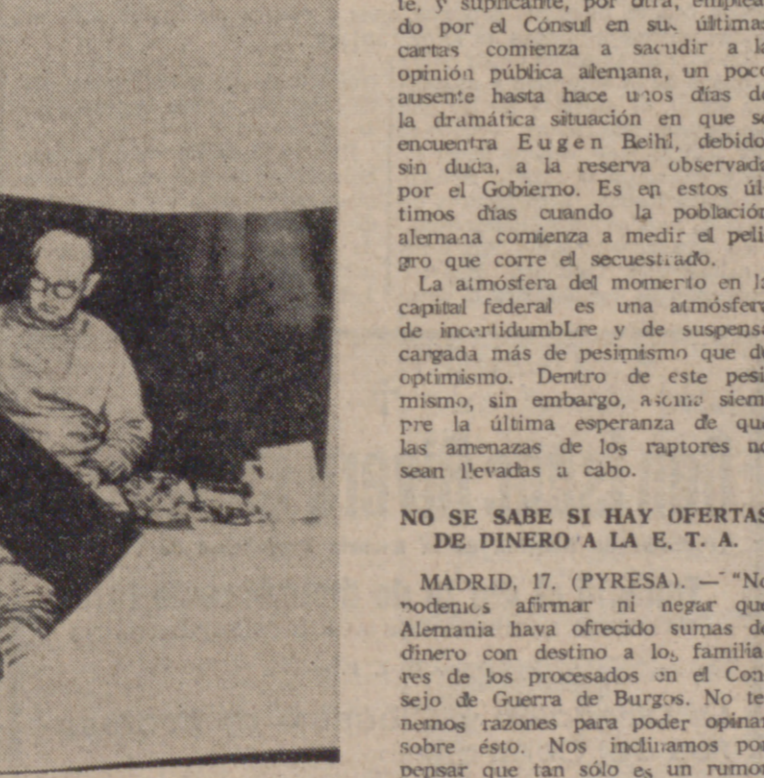 te, y suplicante, por otra, emplea
do por el Cónsul en sus últimas
cartas comienza a sacudir a la
opinión pública alemana, un poco
ausente hasta hace unos días de
la dramática situación en que se
encuentra Eugen Beihl, debido,
sin duda, a la reserva observada
por el Gobierno. Es en estos úl
timos días cuando la población
alemana comienza a medir el peli
gro que corre el secuestrado.
La atmósfera del momento en la
capital federal es una atmósfera
de incertidumbLre y de suspenso
cargada más de pesimismo que de
optimismo. Dentro de este pesi
mismo, sin embargo, asoma siem
pre la última esperanza de que
las amenazas de los raptores no
sean llevadas a cabo.
NO SE SABE SI HAY OFERTAS
DE DINERO A LA E. T. A.
MADRID, 17. (PYRESA). — "No
podemos afirmar ni negar que
Alemania haya ofrecido sumas de
dinero con destino a los familia
res de los procesados en el Con
sejo de Guerra de Burgos. No te
nemos razones para poder opinar
sobre ésto. Nos inclinamos por
pensar que tan sólo es un rumor